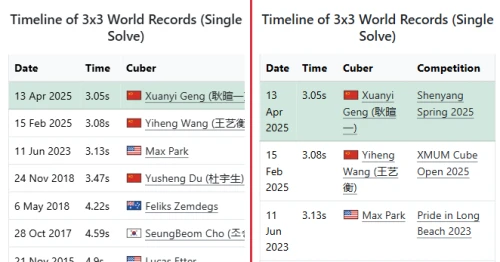 Timeline of 3x3 World Records (Single
Solve)
Date Time Cuber
13 Apr 2025 3.05s Xuanyi Geng (耿暄一
15 Feb 2025 3.08s Yiheng Wang (王艺衡
11 Jun 2023 3.13s Max Park
24 Nov 2018 3.47s Yusheng Du (杜宇生)
6 May 2018 4.22s Feliks Zemdegs
28 Oct 2017 4.59s SeungBeom Cho (조승
21 Nov 2015 4.9s Lucas Etter
Timeline of 3x3 World Records (Single
Solve)
Date Time Cuber Competition
13 3.05s Xuanyi Shenyang
Apr Geng (耿暄 Spring 2025
2025 一)
15 3.08s Yiheng XMUM Cube
Feb Wang (王艺 Open 2025
2025 衡)
11 3.13s Max Park Pride in Long
Jun Beach 2023
2023